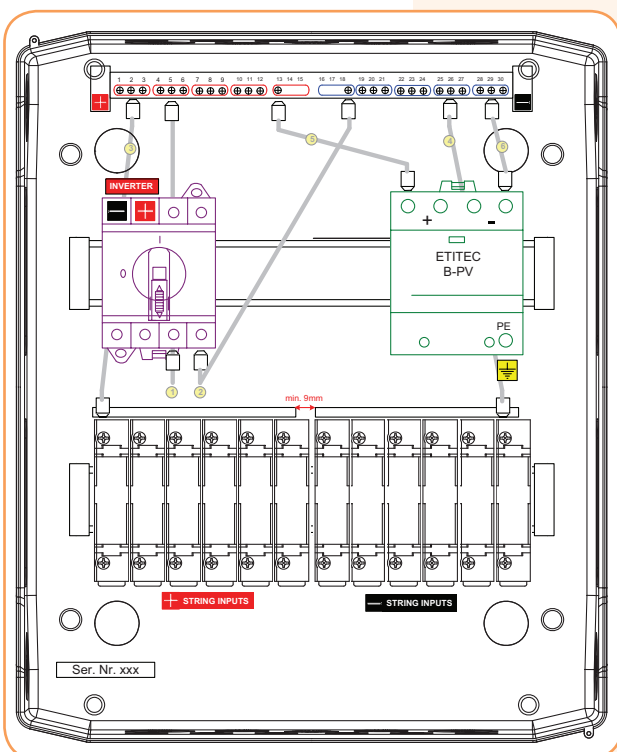 1 2 3 4 5 6 7 8 9 10 11 12 13 14 15 16 17 18 19 20 21 22 23 24 25 26 27 28 29 30
+ −
3 5 4 6
INVERTER
− +
I
0
+ -
ETITEC
B-PV
PE
1 2
min. 9mm
+ STRING INPUTS
− STRING INPUTS
Ser. Nr. xxx